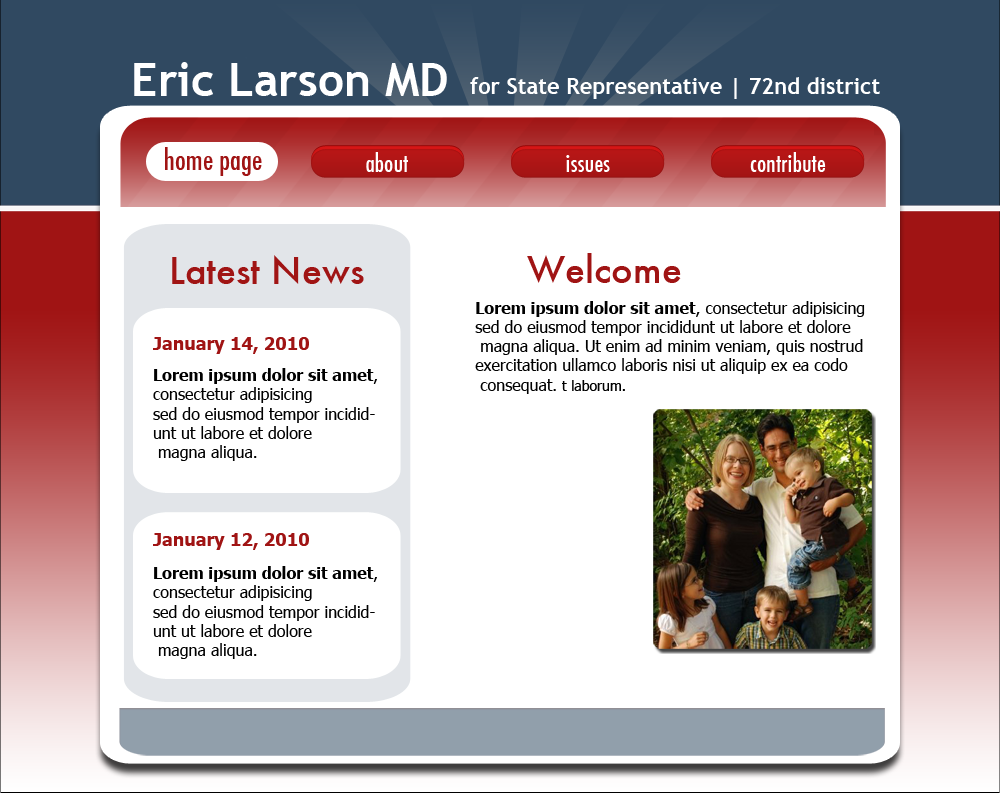 Eric Larson MD for State Representative | 72nd district
home page about issues contribute
Latest News
January 14, 2010
Lorem ipsum dolor sit amet,
consectetur adipisicing
sed do eiusmod tempor incidid-
unt ut labore et dolore
magna aliqua.
January 12, 2010
Lorem ipsum dolor sit amet,
consectetur adipisicing
sed do eiusmod tempor incidid-
unt ut labore et dolore
magna aliqua.
Welcome
Lorem ipsum dolor sit amet, consectetur adipisicing
sed do eiusmod tempor incididunt ut labore et dolore
magna aliqua. Ut enim ad minim veniam, quis nostrud
exercitation ullamco laboris nisi ut aliquip ex ea codo
consequat. t laborum.